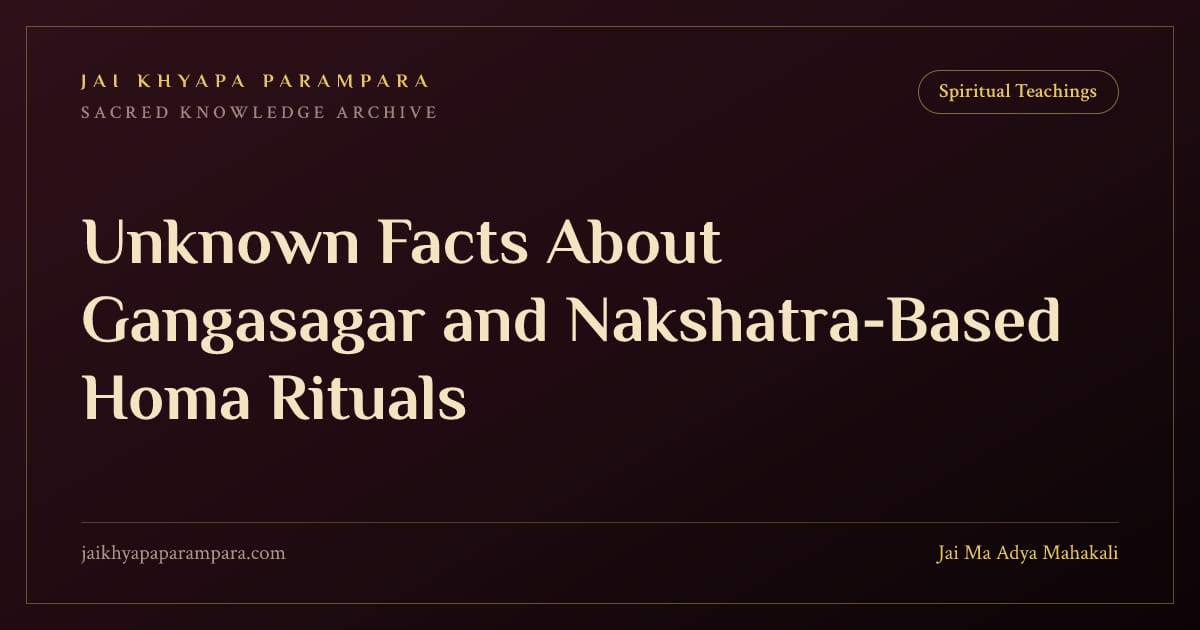 JAI KHYAPA PARAMPARA
SACRED KNOWLEDGE ARCHIVE
Spiritual Teachings
Unknown Facts About
Gangasagar and Nakshatra-Based
Homa Rituals
jaikhyapaparampara.com
Jai Ma Adya Mahakali